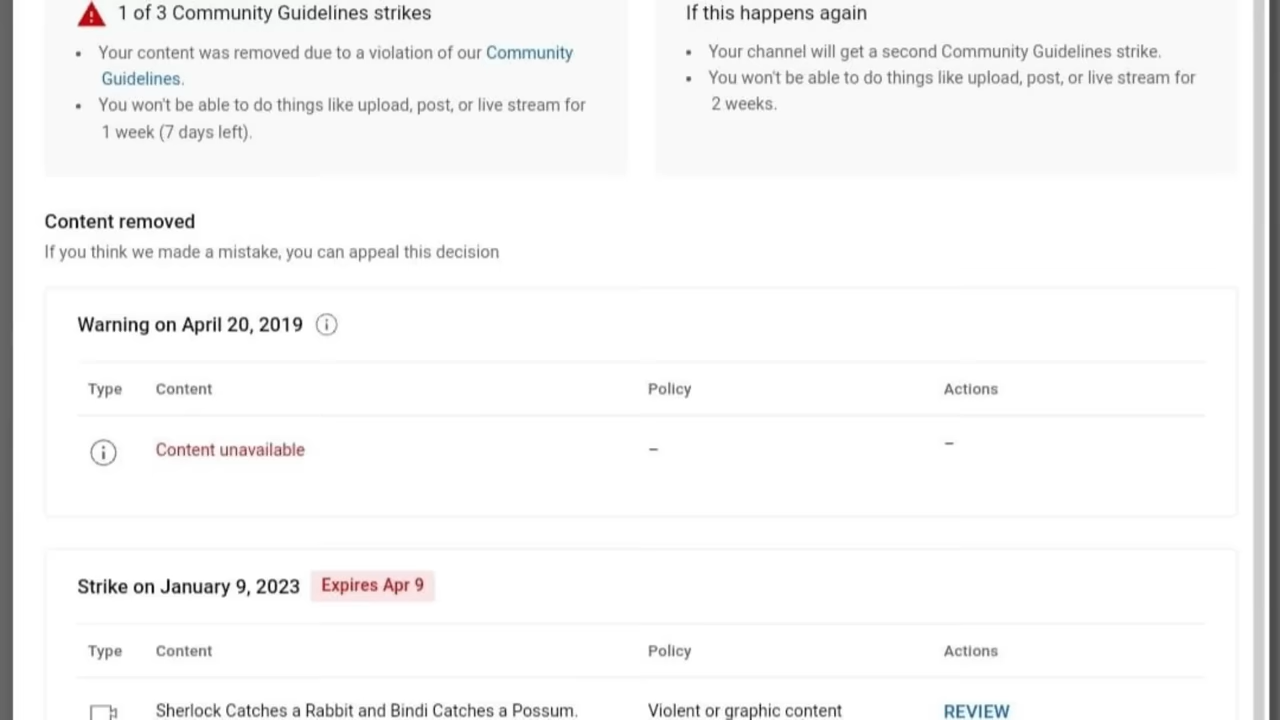 1 of 3 Community Guidelines strikes
• Your content was removed due to a violation of our Community
Guidelines.
• You won't be able to do things like upload, post, or live stream for
1 week (7 days left).
If this happens again
• Your channel will get a second Community Guidelines strike.
• You won't be able to do things like upload, post, or live stream for
2 weeks.
Content removed
If you think we made a mistake, you can appeal this decision
Warning on April 20, 2019
Type Content Policy Actions
Content unavailable – –
Strike on January 9, 2023 Expires Apr 9
Type Content Policy Actions
Sherlock Catches a Rabbit and Bindi Catches a Possum. Violent or graphic content REVIEW